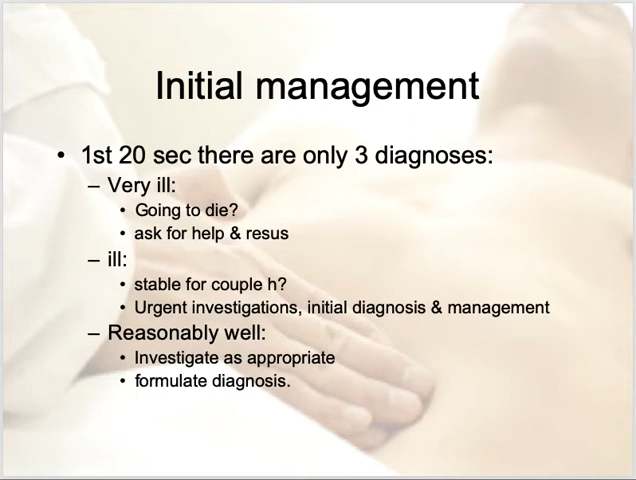 Initial management
• 1st 20 sec there are only 3 diagnoses:
– Very ill:
• Going to die?
• ask for help & resus
– ill:
• stable for couple h?
• Urgent investigations, initial diagnosis & management
– Reasonably well:
• Investigate as appropriate
• formulate diagnosis.